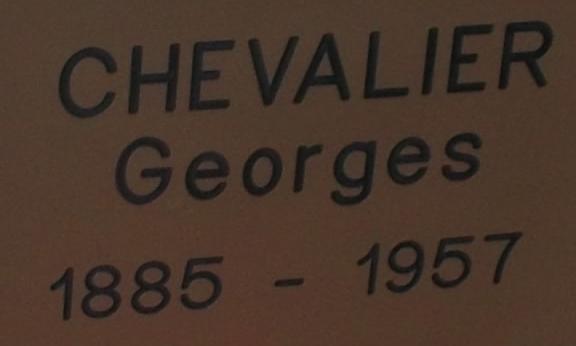 CHEVALIER
Georges
1885 - 1957